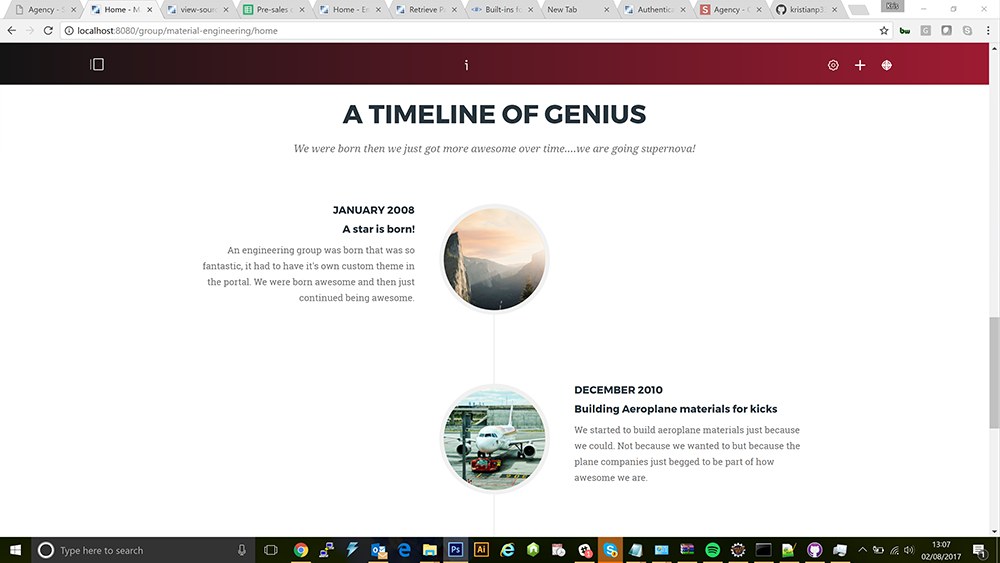 Agency - S
Home - M
view-sour
Pre-sales e
Home - En
Retrieve P
Built-ins fo
New Tab
Authentic
Agency - C
kristianp3
Chris
localhost:8080/group/material-engineering/home
A TIMELINE OF GENIUS
We were born then we just got more awesome over time....we are going supernova!
JANUARY 2008
A star is born!
An engineering group was born that was so
fantastic, it had to have it's own custom theme in
the portal. We were born awesome and then just
continued being awesome.
DECEMBER 2010
Building Aeroplane materials for kicks
We started to build aeroplane materials just because
we could. Not because we wanted to but because the
plane companies just begged to be part of how
awesome we are.
Type here to search
Ps
Ai
13:07
02/08/2017